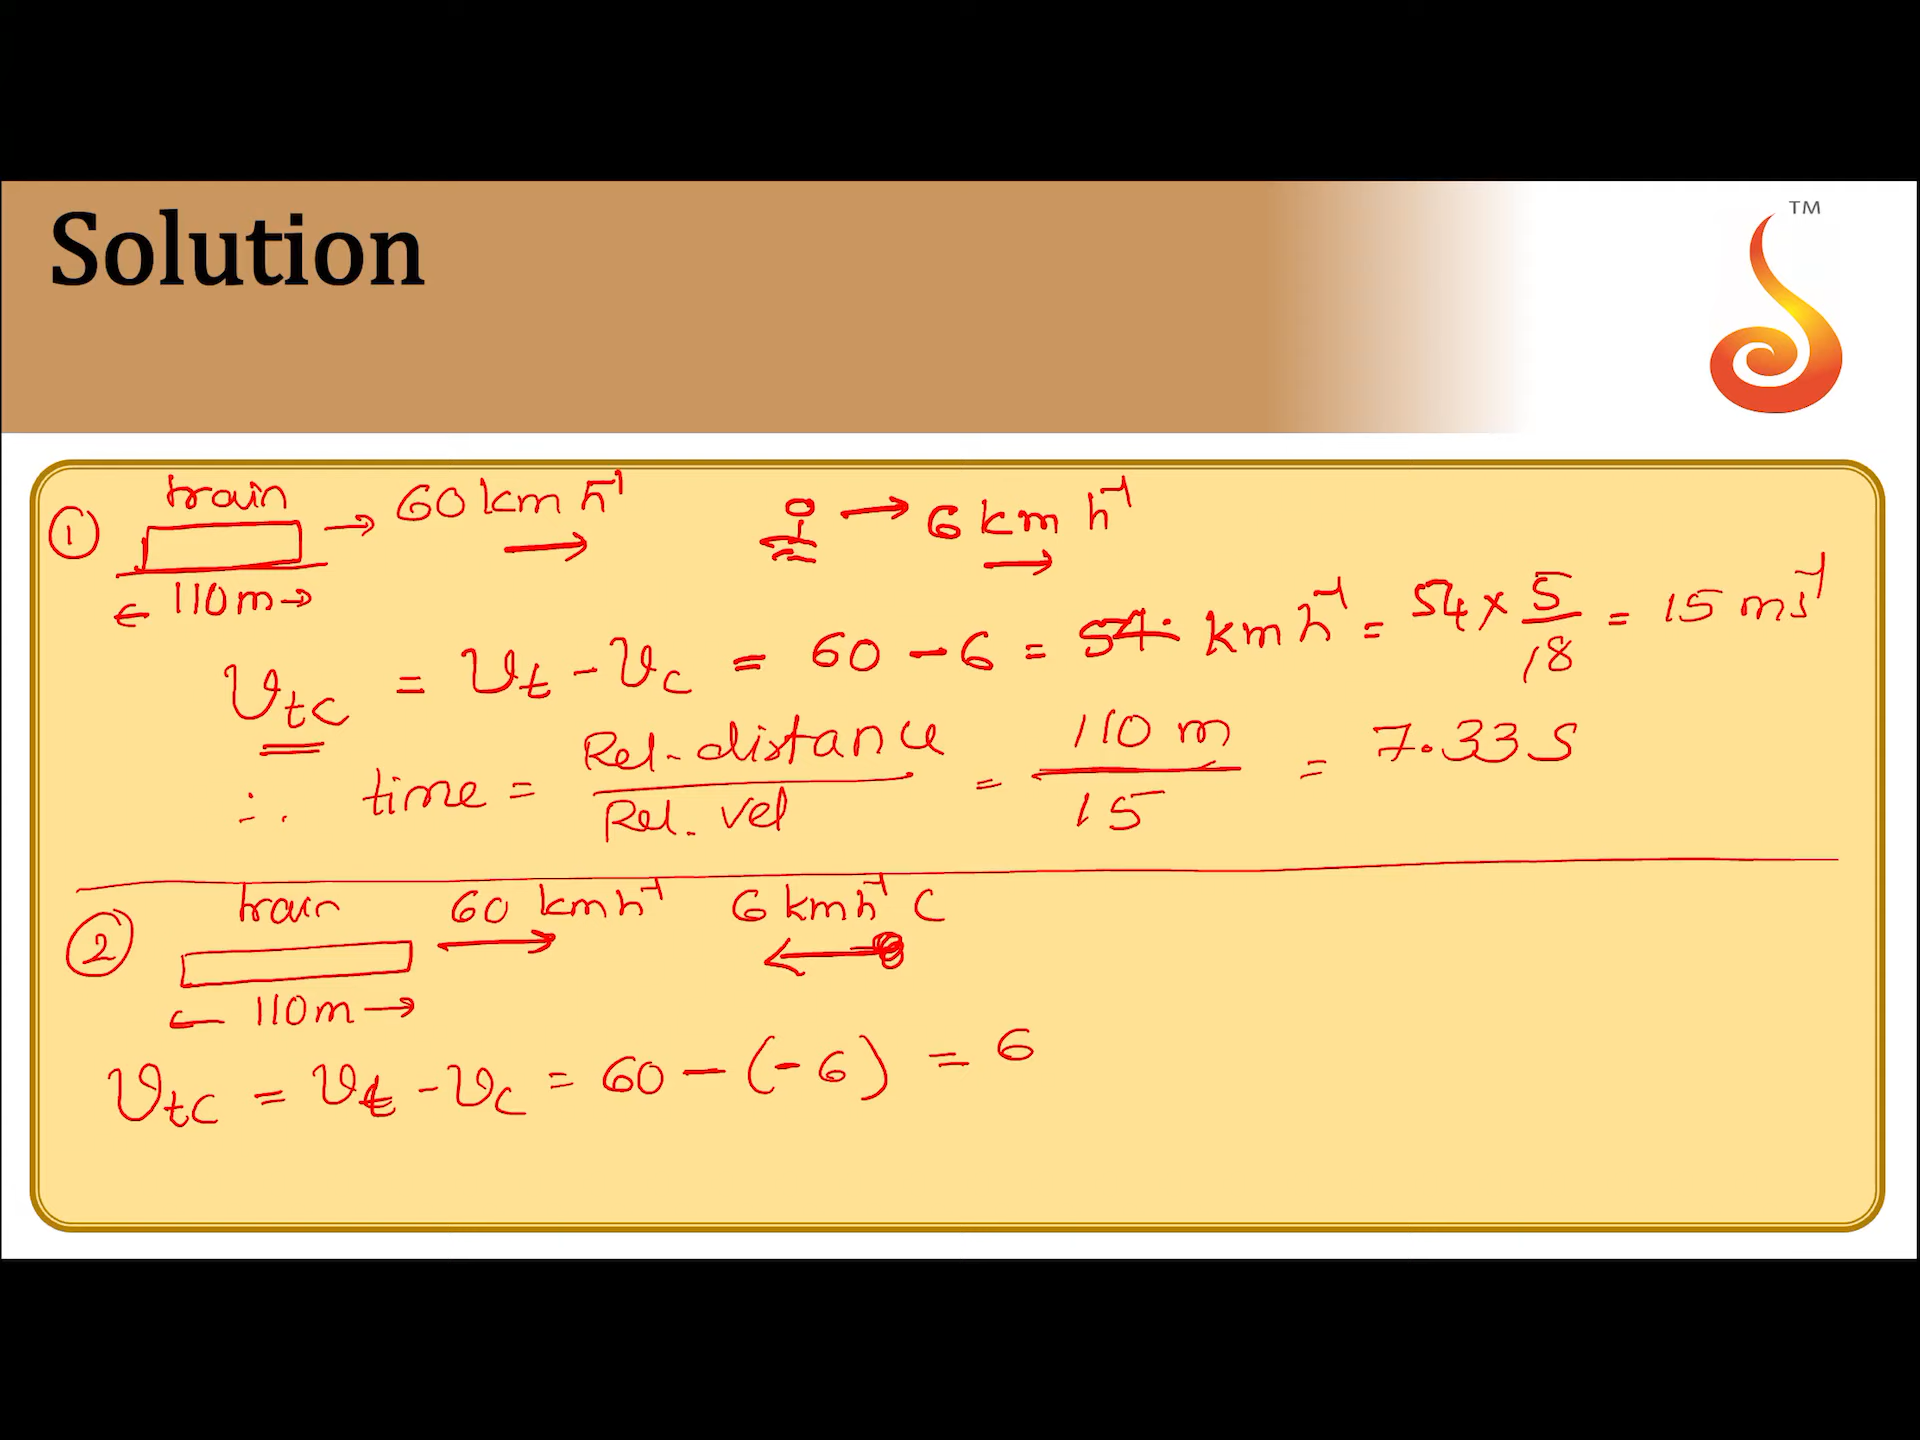 Solution
TM
① train → 60 km h⁻¹ → 6 km h⁻¹
← 110m →
V_tc = V_t - V_c = 60 - 6 = 54 km h⁻¹ = 54 × 5/18 = 15 ms⁻¹
∴ time = Rel. distance / Rel. vel = 110 m / 15 = 7.33 S
② train 60 kmh⁻¹ 6 kmh⁻¹ C
← 110m →
V_tc = V_t - V_c = 60 - (-6) = 6